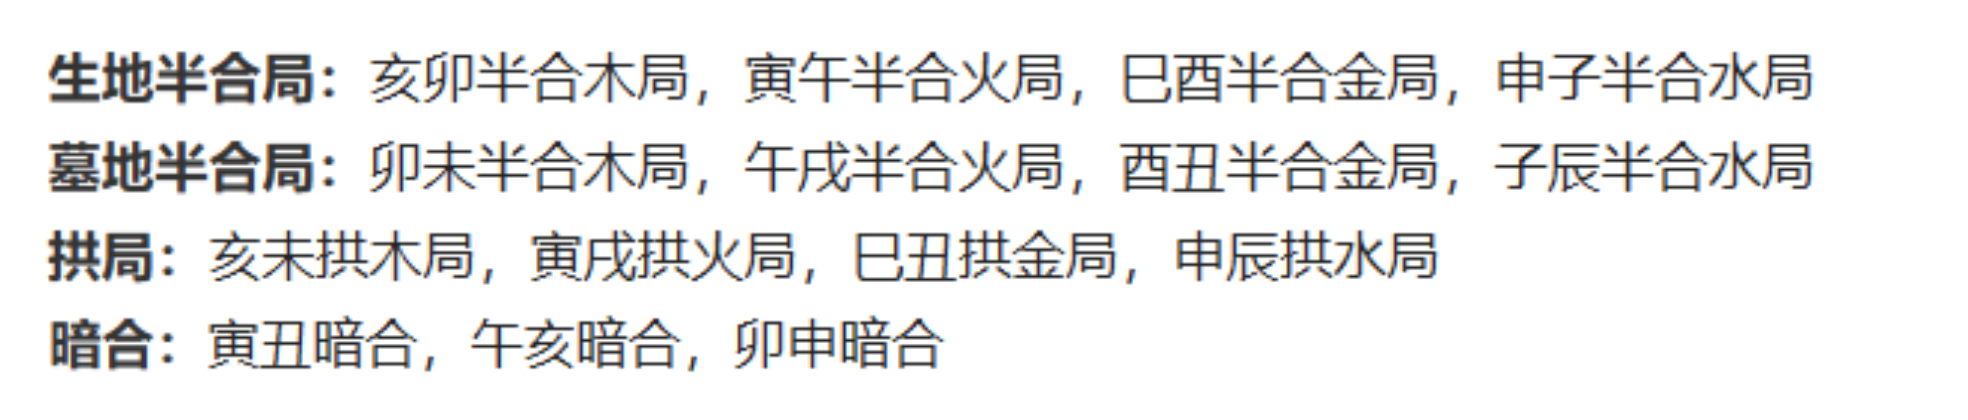 生地半合局：亥卯半合木局，寅午半合火局，巳酉半合金局，申子半合水局
墓地半合局：卯未半合木局，午戌半合火局，酉丑半合金局，子辰半合水局
拱局：亥未拱木局，寅戌拱火局，巳丑拱金局，申辰拱水局
暗合：寅丑暗合，午亥暗合，卯申暗合